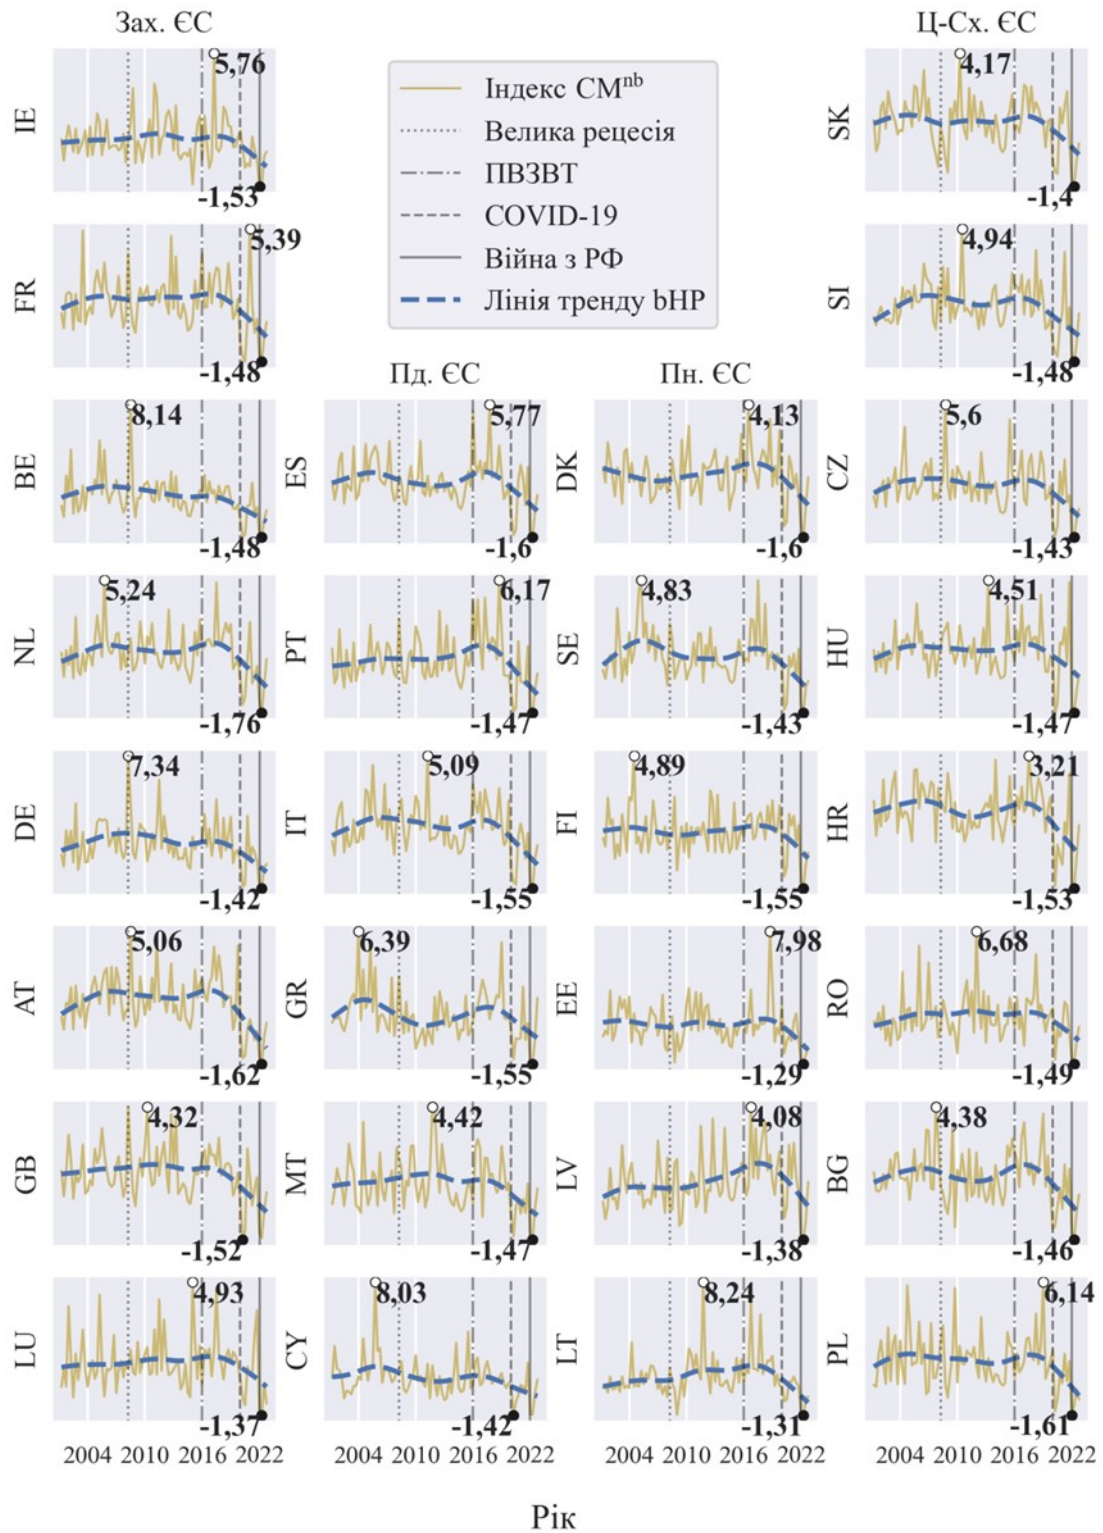 Зах. ЄС
Ц-Сх. ЄС
IE
5,76
-1,53
Індекс CMⁿᵇ
Велика рецесія
ПВЗВТ
COVID-19
Війна з РФ
Лінія тренду bHP
SK
4,17
-1,4
FR
5,39
-1,48
SI
4,94
-1,48
Пд. ЄС
Пн. ЄС
BE
8,14
-1,48
ES
5,77
-1,6
DK
4,13
-1,6
CZ
5,6
-1,43
NL
5,24
-1,76
PT
6,17
-1,47
SE
4,83
-1,43
HU
4,51
-1,47
DE
7,34
-1,42
IT
5,09
-1,55
FI
4,89
-1,55
HR
3,21
-1,53
AT
5,06
-1,62
GR
6,39
-1,55
EE
7,98
-1,29
RO
6,68
-1,49
GB
4,32
-1,52
MT
4,42
-1,47
LV
4,08
-1,38
BG
4,38
-1,46
LU
4,93
-1,37
CY
8,03
-1,42
LT
8,24
-1,31
PL
6,14
-1,61
2004 2010 2016 2022
2004 2010 2016 2022
2004 2010 2016 2022
2004 2010 2016 2022
Рік